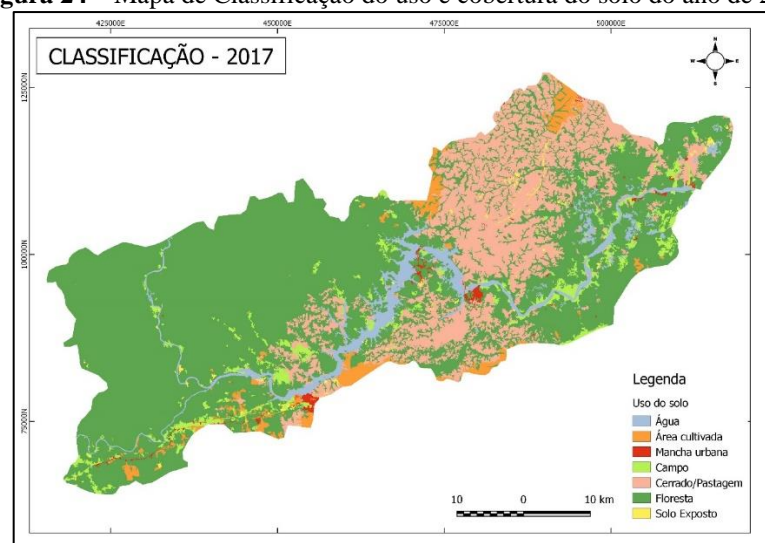 gura 24 - Mapa de Classificação do uso e cobertura do solo do ano de 2
425000E 450000E 475000E 500000E
CLASSIFICAÇÃO - 2017
N
W E
S
125000N
100000N
75000N
Legenda
Uso do solo
Água
Área cultivada
Mancha urbana
Campo
Cerrado/Pastagem
Floresta
Solo Exposto
10 0 10 km